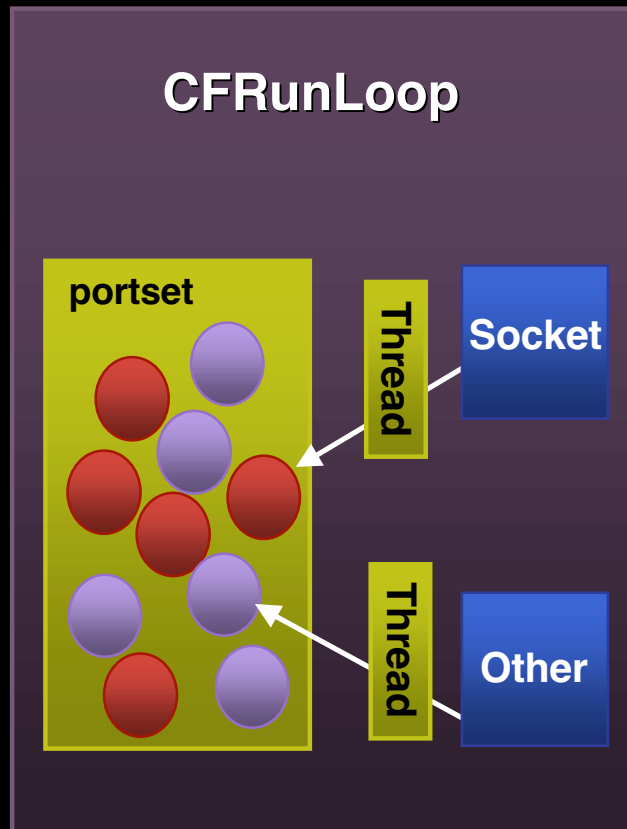 CFRunLoop
portset
Thread
Socket
Thread
Other